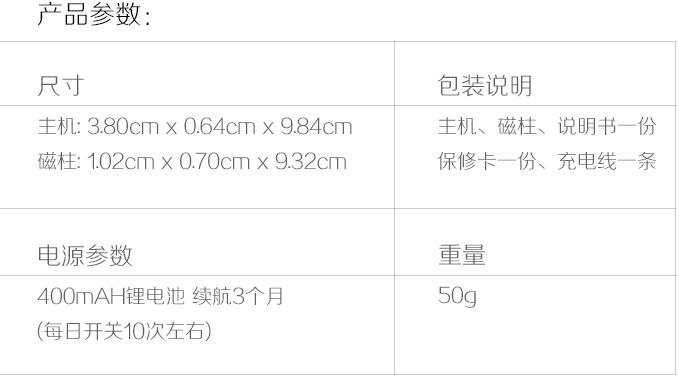 产品参数：
尺寸
包装说明
主机: 3.80cm x 0.64cm x 9.84cm
磁柱: 1.02cm x 0.70cm x 9.32cm
主机、磁柱、说明书一份
保修卡一份、充电线一条
电源参数
重量
400mAH锂电池 续航3个月
(每日开关10次左右)
50g